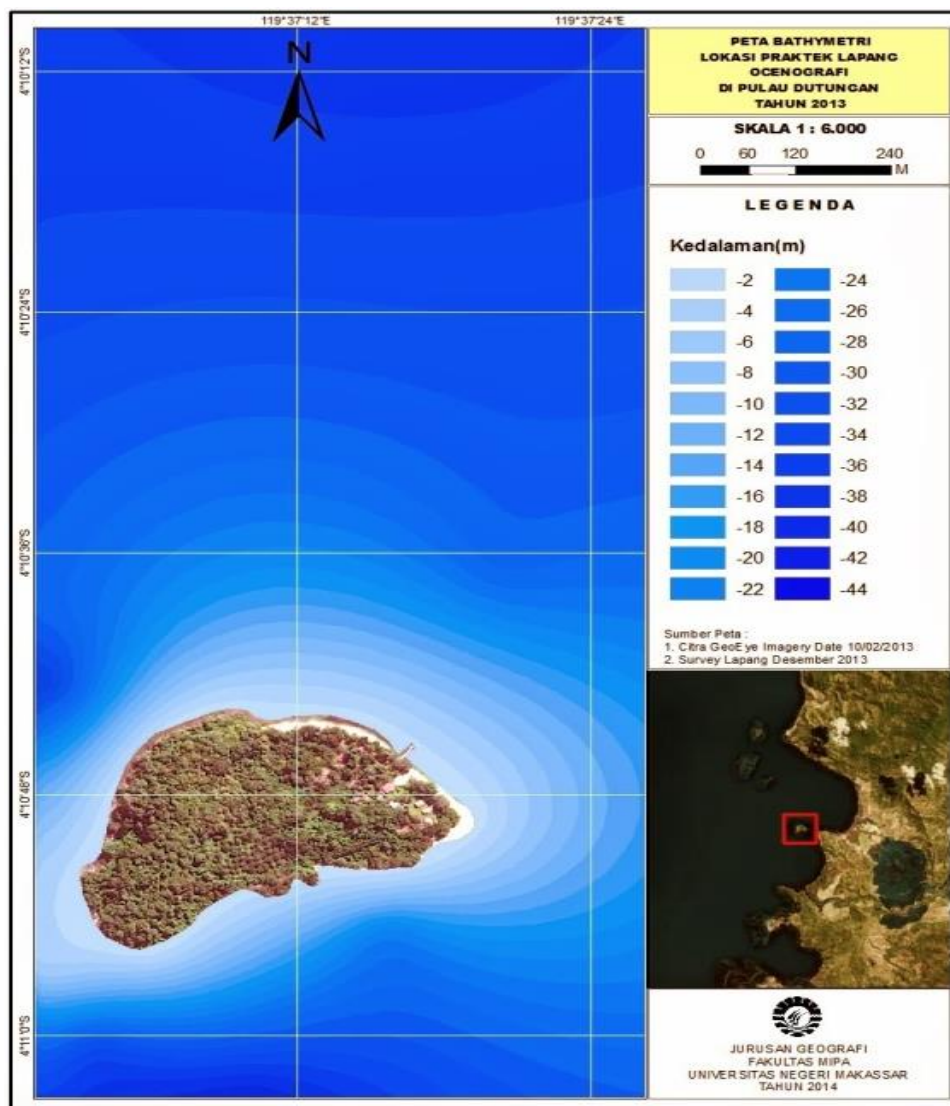 119°37'12"E
119°37'24"E
4°10'12"S
4°10'24"S
4°10'36"S
4°10'48"S
4°11'0"S
N
PETA BATHYMETRI
LOKASI PRAKTEK LAPANG
OCENOGRAFI
DI PULAU DUTUNGAN
TAHUN 2013
SKALA 1 : 6.000
0 60 120 240
M
LEGENDA
Kedalaman(m)
-2 -24
-4 -26
-6 -28
-8 -30
-10 -32
-12 -34
-14 -36
-16 -38
-18 -40
-20 -42
-22 -44
Sumber Peta :
1. Citra GeoEye Imagery Date 10/02/2013
2. Survey Lapang Desember 2013
JURUSAN GEOGRAFI
FAKULTAS MIPA
UNIVERSITAS NEGERI MAKASSAR
TAHUN 2014